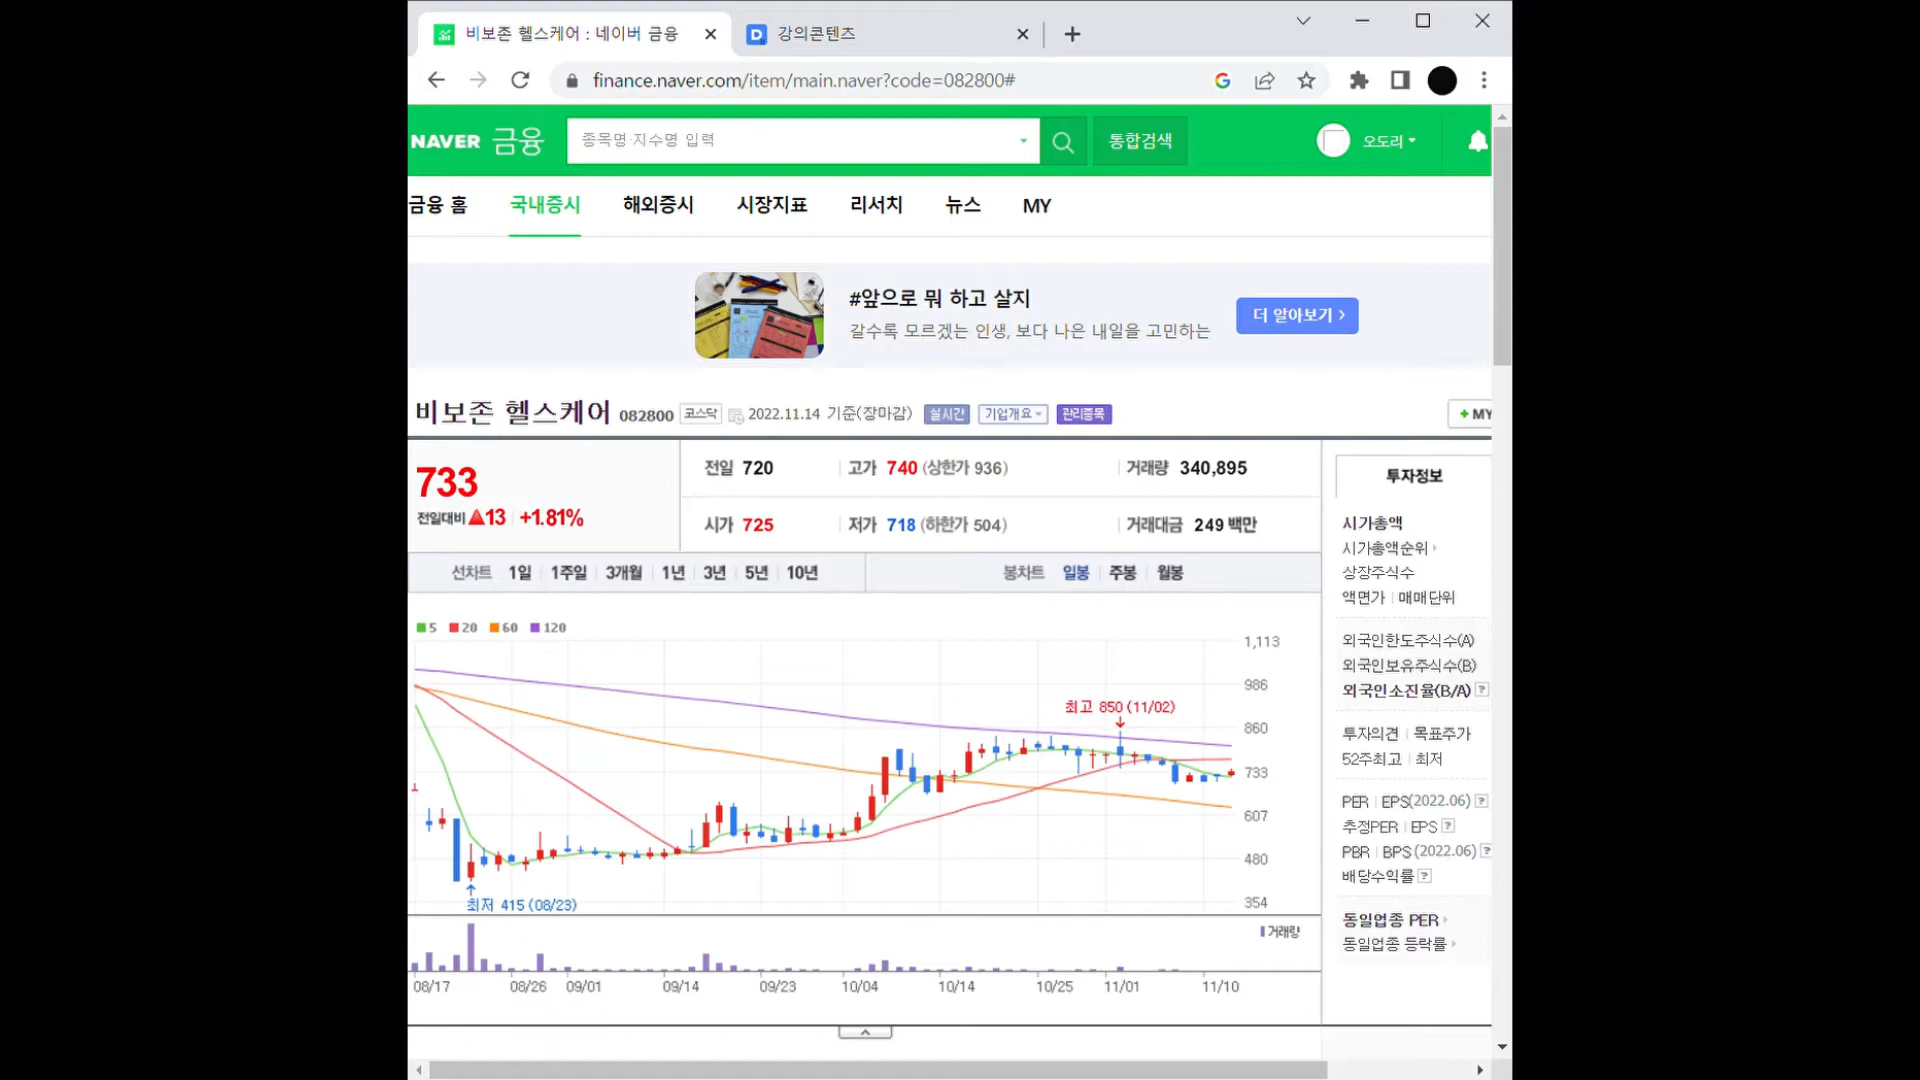 비보존 헬스케어 : 네이버 금융
강의콘텐츠
finance.naver.com/item/main.naver?code=082800#
NAVER 금융
종목명·지수명 입력
통합검색
오도리
금융 홈 국내증시 해외증시 시장지표 리서치 뉴스 MY
#앞으로 뭐 하고 살지
갈수록 모르겠는 인생, 보다 나은 내일을 고민하는
더 알아보기 >
비보존 헬스케어 082800 코스닥 2022.11.14 기준(장마감) 실시간 기업개요 관리종목
+ MY
733
전일대비 ▲13 +1.81%
전일 720 고가 740 (상한가 936) 거래량 340,895
시가 725 저가 718 (하한가 504) 거래대금 249 백만
선차트 1일 1주일 3개월 1년 3년 5년 10년
봉차트 일봉 주봉 월봉
5 20 60 120
1,113
986
최고 850 (11/02)
860
733
607
480
354
최저 415 (08/23)
거래량
08/17 08/26 09/01 09/14 09/23 10/04 10/14 10/25 11/01 11/10
투자정보
시가총액
시가총액순위
상장주식수
액면가 | 매매단위
외국인한도주식수(A)
외국인보유주식수(B)
외국인소진율(B/A) ?
투자의견 | 목표주가
52주최고 | 최저
PER | EPS(2022.06) ?
추정PER | EPS ?
PBR | BPS (2022.06) ?
배당수익률 ?
동일업종 PER
동일업종 등락률